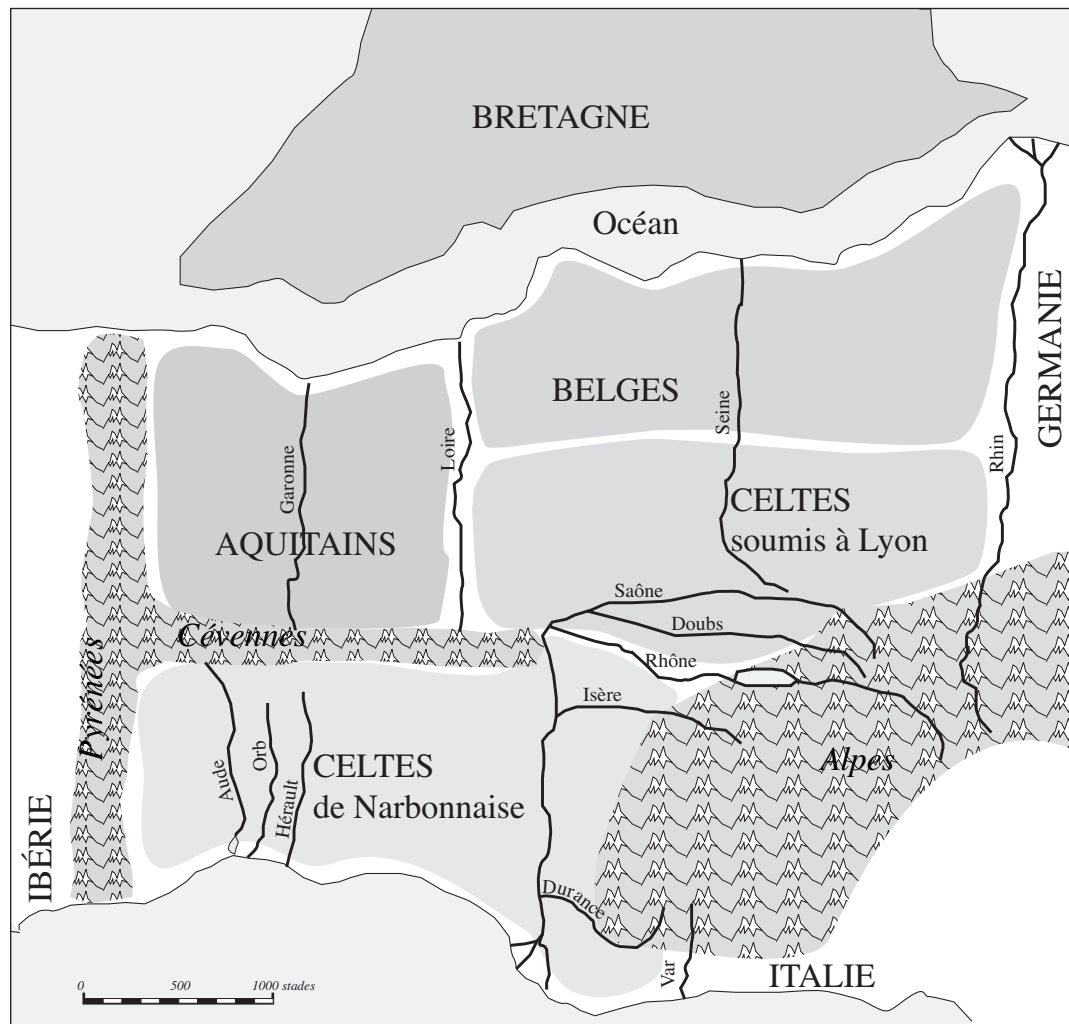 BRETAGNE
Océan
GERMANIE
BELGES
Seine
Loire
Rhin
Garonne
CELTES
soumis à Lyon
AQUITAINS
Saône
Doubs
Cévennes
Rhône
Pyrénées
Isère
Orb
Aude
CELTES
de Narbonnaise
Hérault
Alpes
IBÉRIE
Durance
Var
ITALIE
0 500 1000 stades